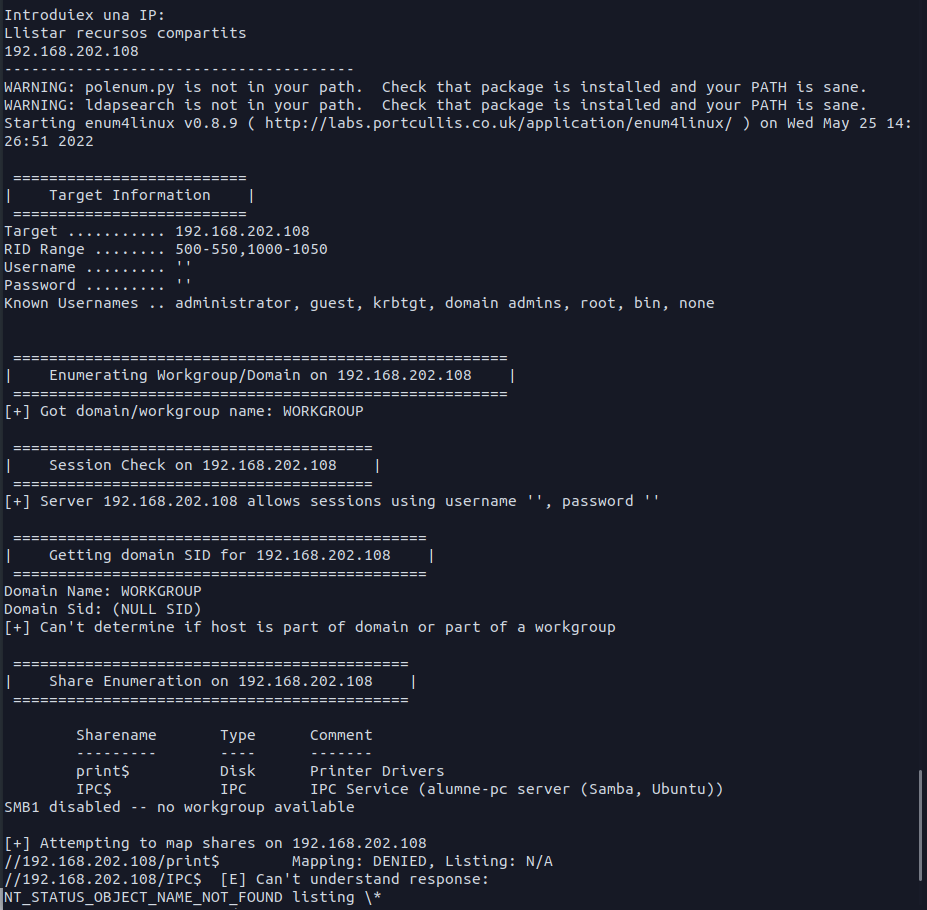 Introduiex una IP:
Llistar recursos compartits
192.168.202.108
---------------------------------------
WARNING: polenum.py is not in your path.  Check that package is installed and your PATH is sane.
WARNING: ldapsearch is not in your path.  Check that package is installed and your PATH is sane.
Starting enum4linux v0.8.9 ( http://labs.portcullis.co.uk/application/enum4linux/ ) on Wed May 25 14:
26:51 2022

 ==========================
|    Target Information    |
 ==========================
Target ........... 192.168.202.108
RID Range ........ 500-550,1000-1050
Username ......... ''
Password ......... ''
Known Usernames .. administrator, guest, krbtgt, domain admins, root, bin, none

 =======================================================
|    Enumerating Workgroup/Domain on 192.168.202.108    |
 =======================================================
[+] Got domain/workgroup name: WORKGROUP

 ========================================
|    Session Check on 192.168.202.108    |
 ========================================
[+] Server 192.168.202.108 allows sessions using username '', password ''

 ==============================================
|    Getting domain SID for 192.168.202.108    |
 ==============================================
Domain Name: WORKGROUP
Domain Sid: (NULL SID)
[+] Can't determine if host is part of domain or part of a workgroup

 ============================================
|    Share Enumeration on 192.168.202.108    |
 ============================================

        Sharename       Type      Comment
        ---------       ----      -------
        print$          Disk      Printer Drivers
        IPC$            IPC       IPC Service (alumne-pc server (Samba, Ubuntu))
SMB1 disabled -- no workgroup available

[+] Attempting to map shares on 192.168.202.108
//192.168.202.108/print$        Mapping: DENIED, Listing: N/A
//192.168.202.108/IPC$  [E] Can't understand response:
NT_STATUS_OBJECT_NAME_NOT_FOUND listing \*